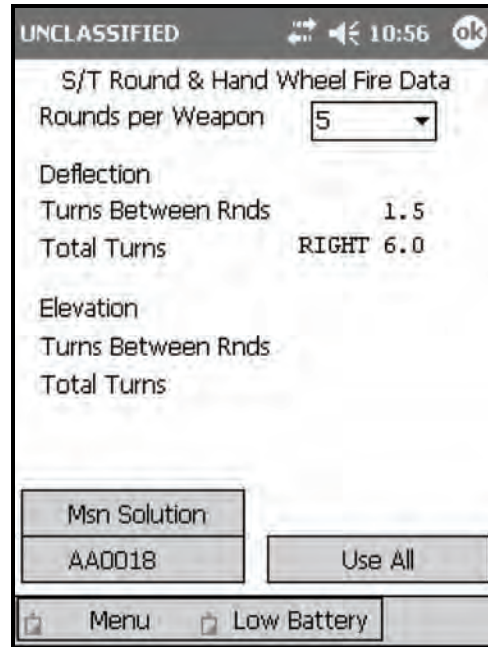 UNCLASSIFIED 10:56 ok
S/T Round & Hand Wheel Fire Data
Rounds per Weapon 5
Deflection
Turns Between Rnds 1.5
Total Turns RIGHT 6.0
Elevation
Turns Between Rnds
Total Turns
Msn Solution
AA0018 Use All
Menu Low Battery